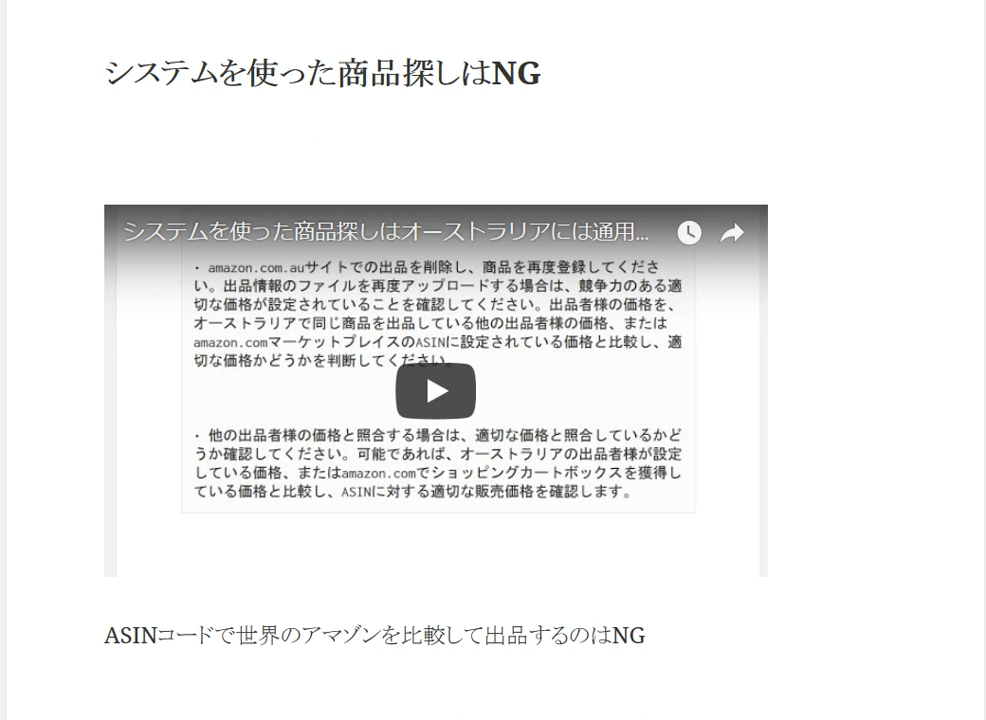 システムを使った商品探しはNG
システムを使った商品探しはオーストラリアには通用...
・ amazon.com.auサイトでの出品を削除し、商品を再度登録してくださ
い。出品情報のファイルを再度アップロードする場合は、競争力のある適
切な価格が設定されていることを確認してください。出品者様の価格を、
オーストラリアで同じ商品を出品している他の出品者様の価格、または
amazon.comマーケットプレイスのASINに設定されている価格と比較し、適
切な価格かどうかを判断してください。
・ 他の出品者様の価格と照合する場合は、適切な価格と照合しているかど
うか確認してください。可能であれば、オーストラリアの出品者様が設定
している価格、またはamazon.comでショッピングカートボックスを獲得し
ている価格と比較し、ASINに対する適切な販売価格を確認します。
ASINコードで世界のアマゾンを比較して出品するのはNG